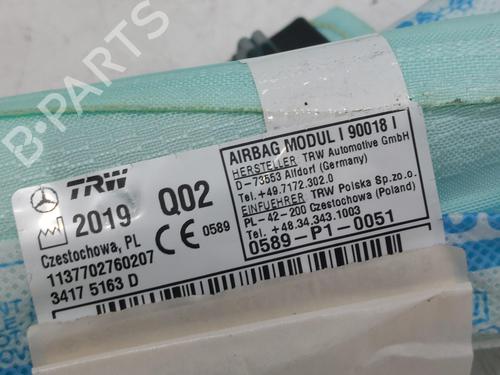 TRW
2019
Q02
0589
Czestochowa, PL
1137702760207
3417 5163 D
AIRBAG MODUL I 90018 I
HERSTELLER TRW Automotive GmbH
D-73553 Alldorf (Germany)
Tel.+49.7172.302.0
EINFUEHRER TRW Polska Sp.zo.o.
PL-42-200 Czestochowa (Poland)
Tel. +48.34.343.1003
0589-P1-0051
B-PARTS